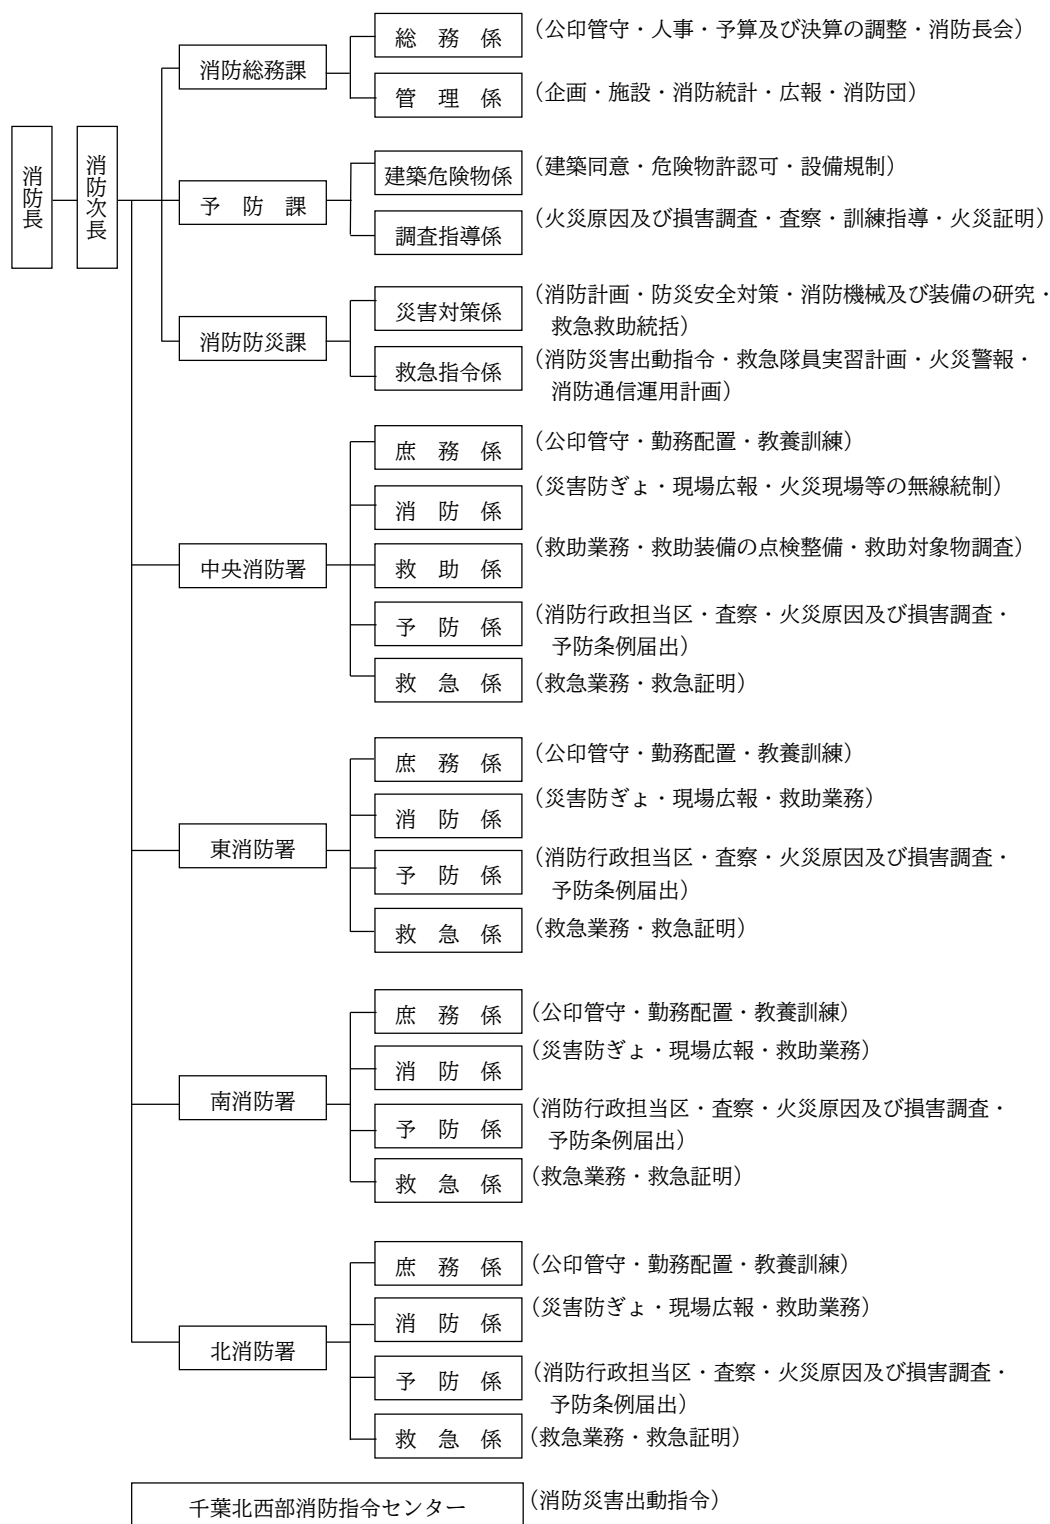 消防長
消防次長
消防総務課
総　務　係
（公印管守・人事・予算及び決算の調整・消防長会）
管　理　係
（企画・施設・消防統計・広報・消防団）
予　防　課
建築危険物係
（建築同意・危険物許認可・設備規制）
調査指導係
（火災原因及び損害調査・査察・訓練指導・火災証明）
消防防災課
災害対策係
（消防計画・防災安全対策・消防機械及び装備の研究・
救急救助統括）
救急指令係
（消防災害出動指令・救急隊員実習計画・火災警報・
消防通信運用計画）
中央消防署
庶　務　係
（公印管守・勤務配置・教養訓練）
消　防　係
（災害防ぎょ・現場広報・火災現場等の無線統制）
救　助　係
（救助業務・救助装備の点検整備・救助対象物調査）
予　防　係
（消防行政担当区・査察・火災原因及び損害調査・
予防条例届出）
救　急　係
（救急業務・救急証明）
東消防署
庶　務　係
（公印管守・勤務配置・教養訓練）
消　防　係
（災害防ぎょ・現場広報・救助業務）
予　防　係
（消防行政担当区・査察・火災原因及び損害調査・
予防条例届出）
救　急　係
（救急業務・救急証明）
南消防署
庶　務　係
（公印管守・勤務配置・教養訓練）
消　防　係
（災害防ぎょ・現場広報・救助業務）
予　防　係
（消防行政担当区・査察・火災原因及び損害調査・
予防条例届出）
救　急　係
（救急業務・救急証明）
北消防署
庶　務　係
（公印管守・勤務配置・教養訓練）
消　防　係
（災害防ぎょ・現場広報・救助業務）
予　防　係
（消防行政担当区・査察・火災原因及び損害調査・
予防条例届出）
救　急　係
（救急業務・救急証明）
千葉北西部消防指令センター
（消防災害出動指令）